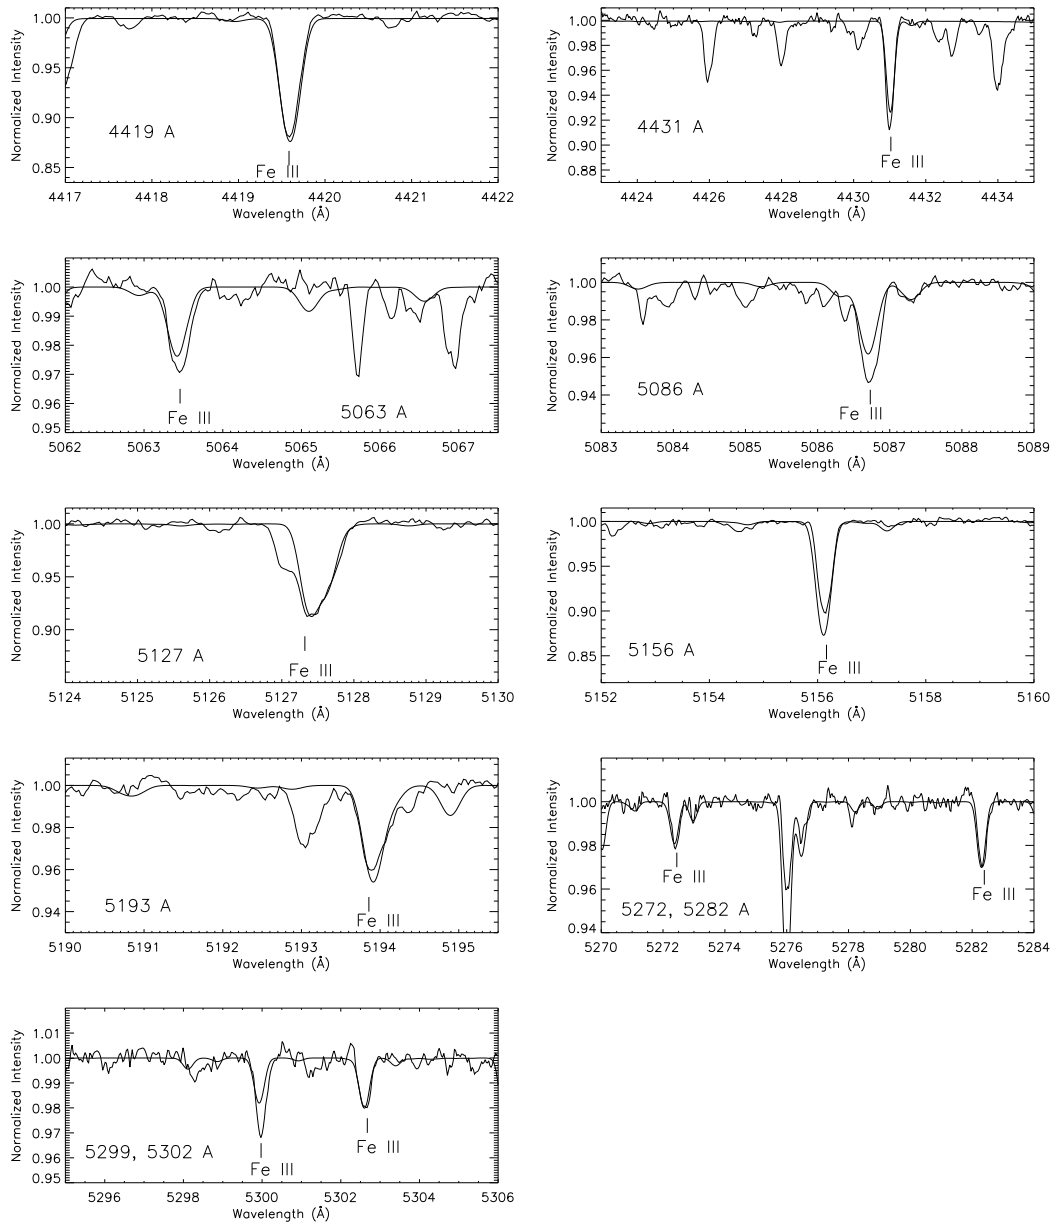 Normalized Intensity
1.00
0.95
0.90
0.85
4419 A
Fe III
4417 4418 4419 4420 4421 4422
Wavelength (Å)
Normalized Intensity
1.00
0.98
0.96
0.94
0.92
0.90
0.88
4431 A
Fe III
4424 4426 4428 4430 4431 4432 4434
Wavelength (Å)
Normalized Intensity
1.00
0.99
0.98
0.97
0.96
0.95
Fe III
5063 A
5062 5063 5064 5065 5066 5067
Wavelength (Å)
Normalized Intensity
1.00
0.98
0.96
0.94
5086 A
Fe III
5083 5084 5085 5086 5087 5088 5089
Wavelength (Å)
Normalized Intensity
1.00
0.95
0.90
5127 A
Fe III
5124 5125 5126 5127 5128 5129 5130
Wavelength (Å)
Normalized Intensity
1.00
0.95
0.90
0.85
5156 A
Fe III
5152 5154 5156 5158 5160
Wavelength (Å)
Normalized Intensity
1.00
0.98
0.96
0.94
5193 A
Fe III
5190 5191 5192 5193 5194 5195
Wavelength (Å)
Normalized Intensity
1.00
0.98
0.96
0.94
Fe III
Fe III
5272, 5282 A
5270 5272 5274 5276 5278 5280 5282 5284
Wavelength (Å)
Normalized Intensity
1.01
1.00
0.99
0.98
0.97
0.96
0.95
5299, 5302 A
Fe III
Fe III
5296 5298 5300 5302 5304 5306
Wavelength (Å)